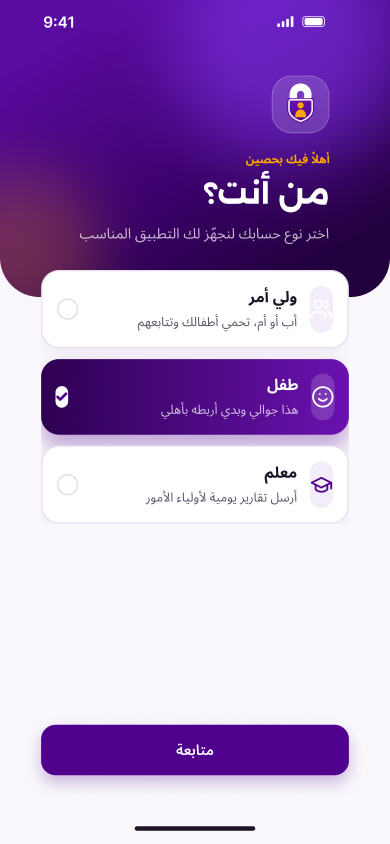 9:41
أهلاً فيك بحصين
من أنت؟
اختر نوع حسابك لنجهّز لك التطبيق المناسب
ولي أمر
أب أو أم، تحمي أطفالك وتتابعهم
طفل
هذا جوالي وبدي أربطه بأهلي
معلم
أرسل تقارير يومية لأولياء الأمور
متابعة